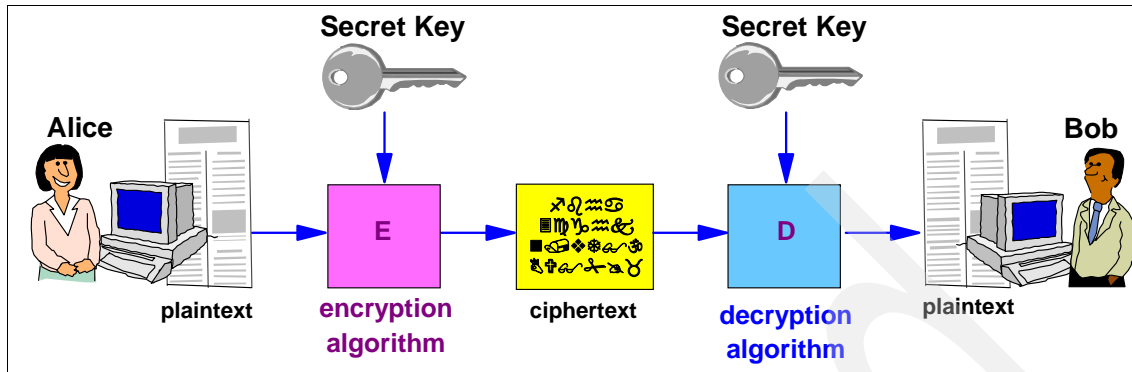 Secret Key
Secret Key
Alice
Bob
E
D
plaintext
encryption
algorithm
ciphertext
decryption
algorithm
plaintext